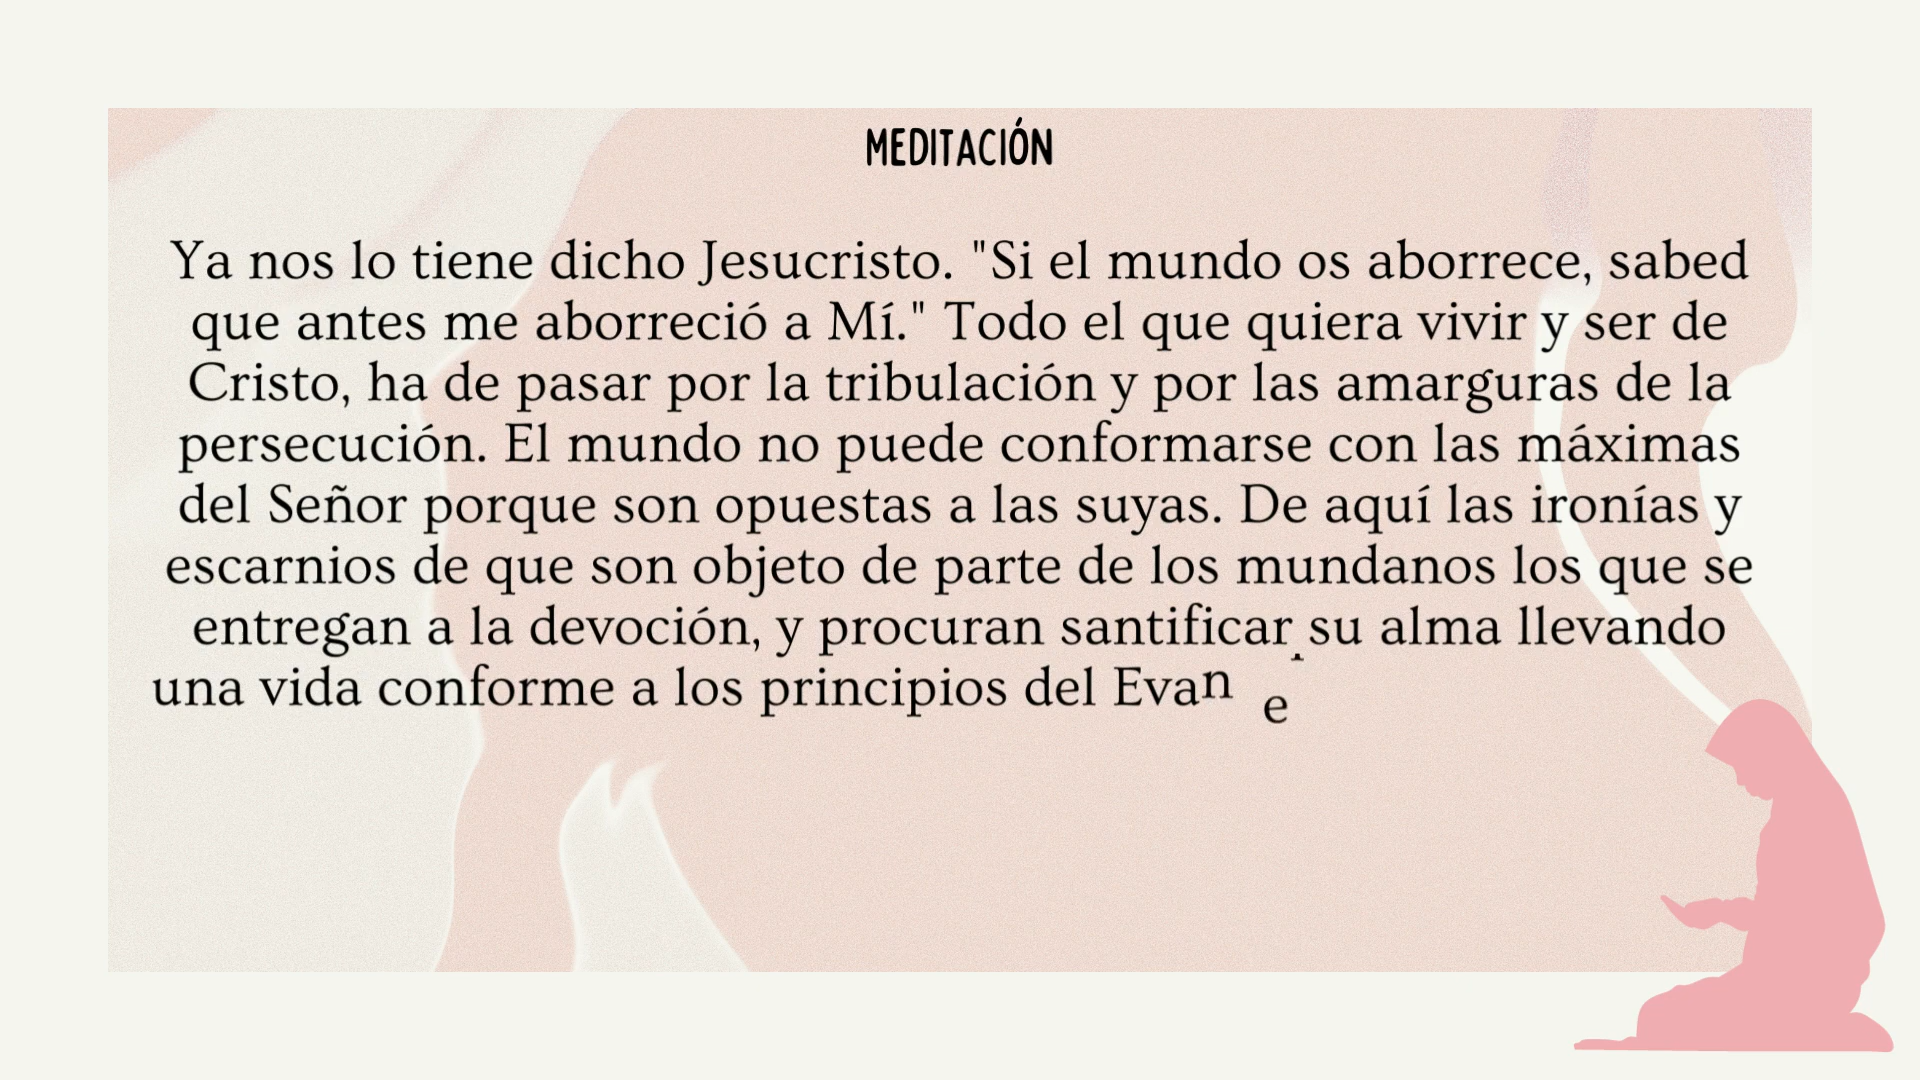 MEDITACIÓN
Ya nos lo tiene dicho Jesucristo. "Si el mundo os aborrece, sabed
que antes me aborreció a Mí." Todo el que quiera vivir y ser de
Cristo, ha de pasar por la tribulación y por las amarguras de la
persecución. El mundo no puede conformarse con las máximas
del Señor porque son opuestas a las suyas. De aquí las ironías y
escarnios de que son objeto de parte de los mundanos los que se
entregan a la devoción, y procuran santificar su alma llevando
una vida conforme a los principios del Evan e